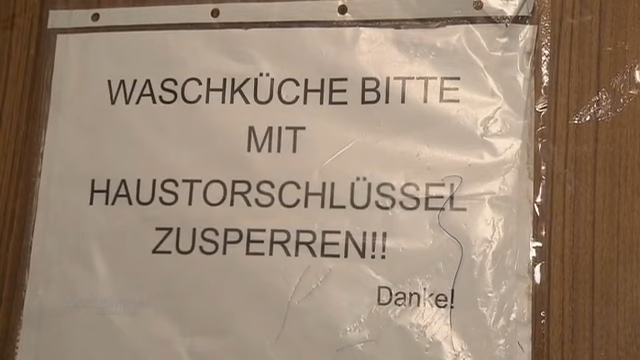 WASCHKÜCHE BITTE
MIT
HAUSTORSCHLÜSSEL
ZUSPERREN!!
Danke!